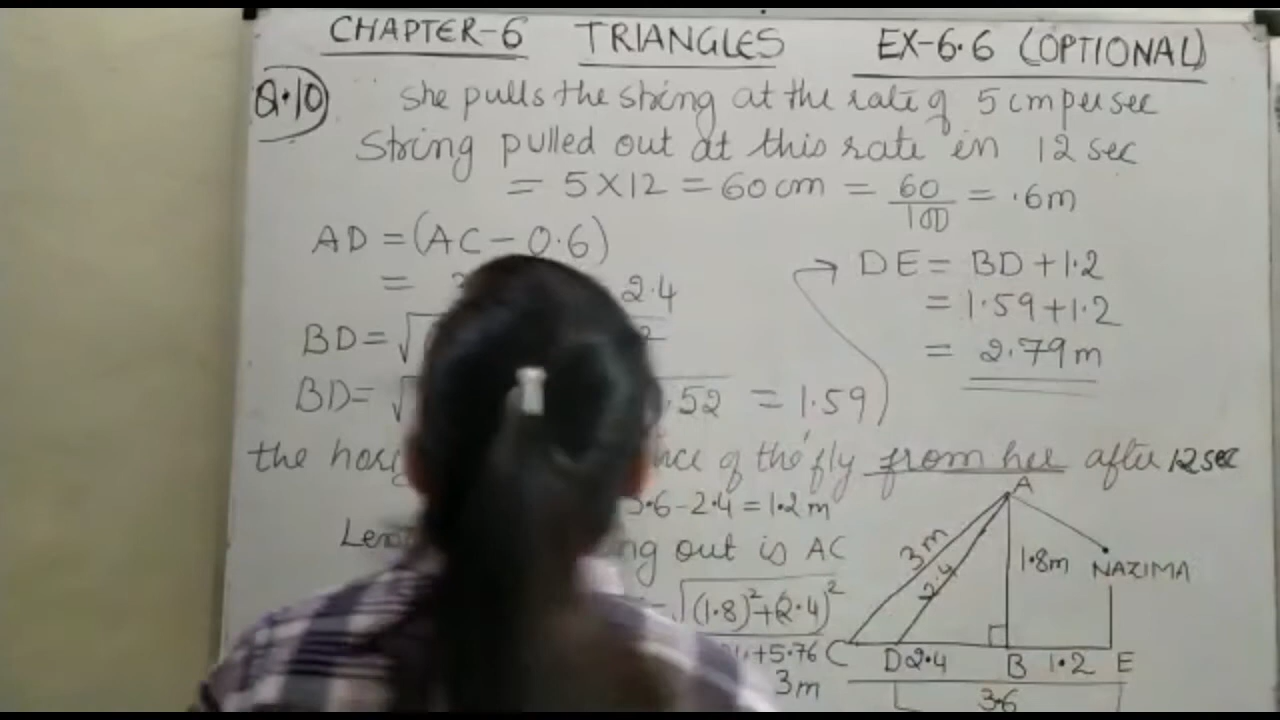 CHAPTER-6 TRIANGLES EX-6.6 (OPTIONAL)
Q.10 She pulls the string at the rate of 5 cm per sec
String pulled out at this rate in 12 sec
= 5 X 12 = 60 cm = 60/100 = .6m
AD = (AC - 0.6)
= 2.4
BD = √
BD = √ .52 = 1.59
DE = BD + 1.2
= 1.59 + 1.2
= 2.79 m
the of the fly from her after 12 sec
3.6 - 2.4 = 1.2 m
out is AC
√(1.8)² + (2.4)²
+5.76
3m
A
3m
2.4
1.8m
NAZIMA
C D 2.4 B 1.2 E
3.6